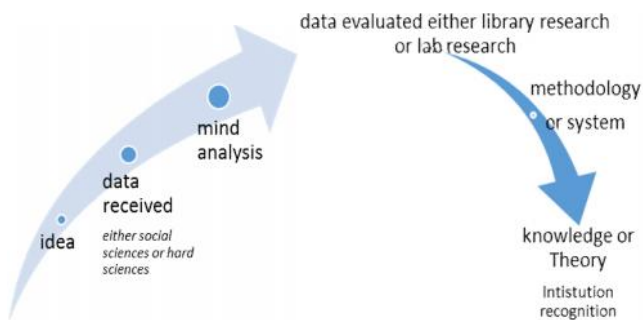 idea
data
received
either social
sciences or hard
sciences
mind
analysis
data evaluated either library research
or lab research
methodology
or system
knowledge or
Theory
Intistution
recognition